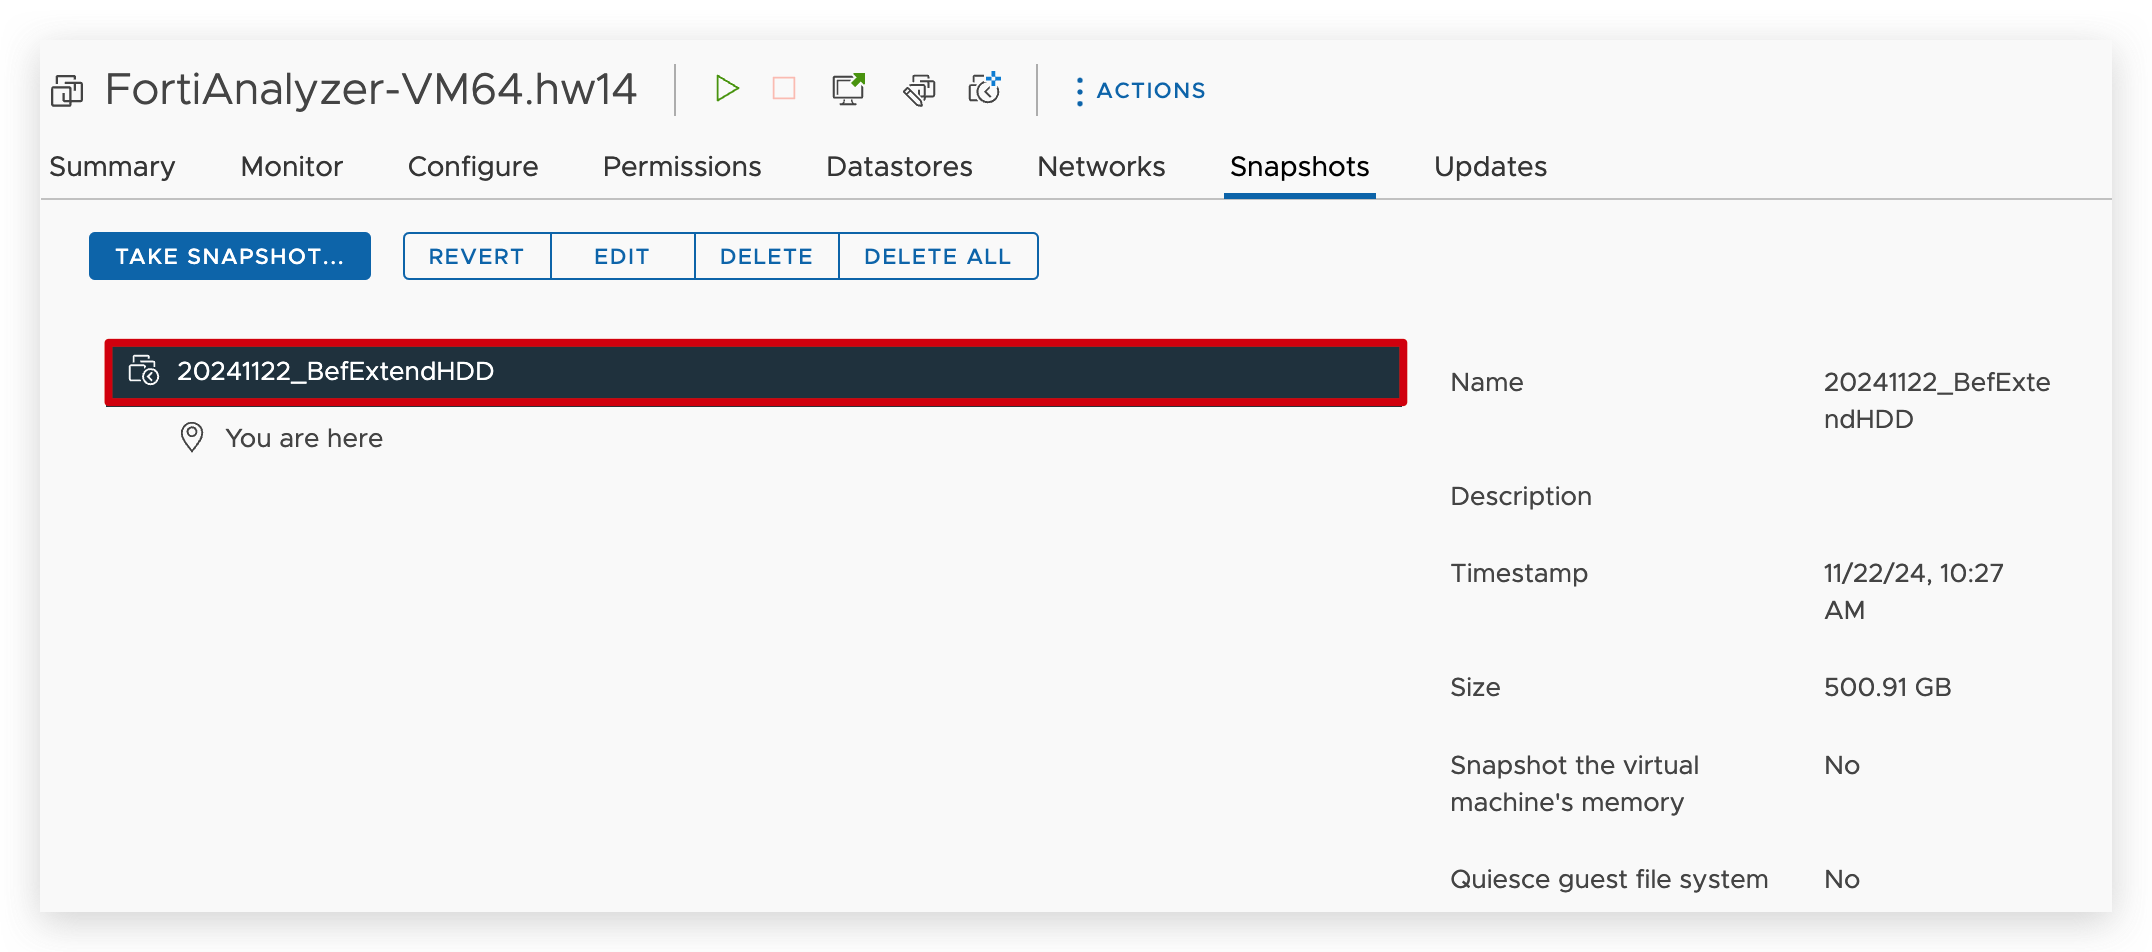 FortiAnalyzer-VM64.hw14
ACTIONS
Summary Monitor Configure Permissions Datastores Networks Snapshots Updates
TAKE SNAPSHOT... REVERT EDIT DELETE DELETE ALL
20241122_BefExtendHDD
You are here
Name 20241122_BefExte
ndHDD
Description
Timestamp 11/22/24, 10:27
AM
Size 500.91 GB
Snapshot the virtual No
machine's memory
Quiesce guest file system No